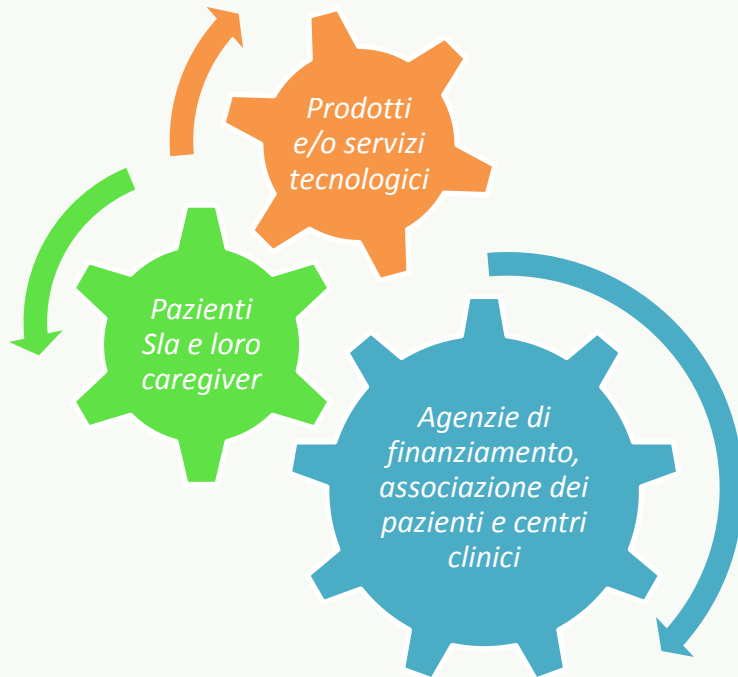 Prodotti
e/o servizi
tecnologici
Pazienti
Sla e loro
caregiver
Agenzie di
finanziamento,
associazione dei
pazienti e centri
clinici